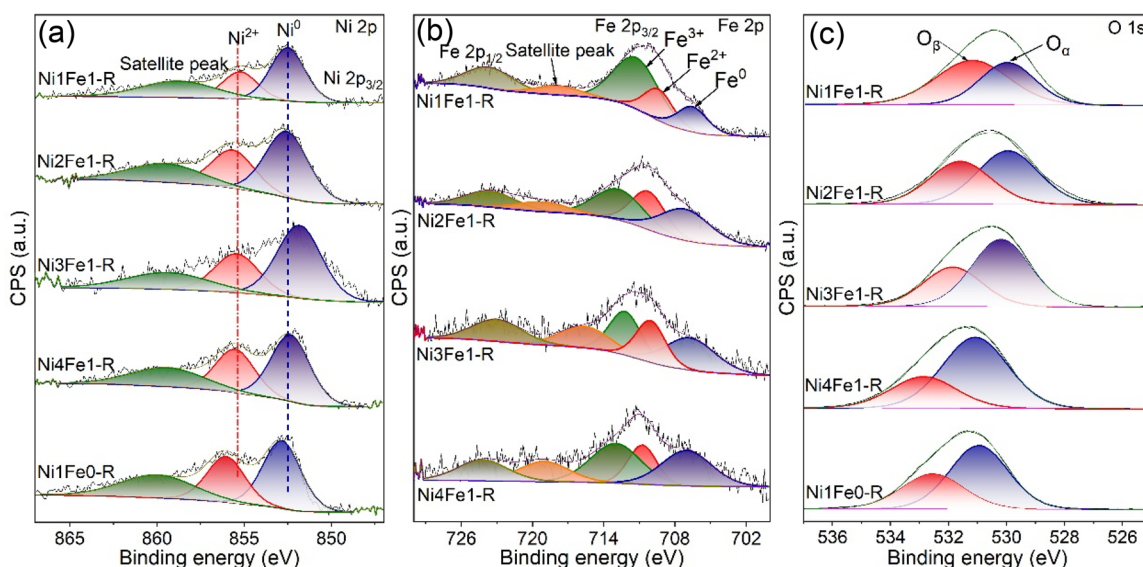 (a)
Ni²⁺
Ni⁰
Ni 2p
Satellite peak
Ni 2p₃/₂
Ni1Fe1-R
Ni2Fe1-R
Ni3Fe1-R
Ni4Fe1-R
Ni1Fe0-R
CPS (a.u.)
865
860
855
850
Binding energy (eV)
(b)
Fe 2p₁/₂
Satellite peak
Fe 2p₃/₂
Fe 2p
Fe³⁺
Fe²⁺
Fe⁰
Ni1Fe1-R
Ni2Fe1-R
Ni3Fe1-R
Ni4Fe1-R
CPS (a.u.)
726
720
714
708
702
Binding energy (eV)
(c)
O 1s
Oβ
Oα
Ni1Fe1-R
Ni2Fe1-R
Ni3Fe1-R
Ni4Fe1-R
Ni1Fe0-R
CPS (a.u.)
536
534
532
530
528
526
Binding energy (eV)